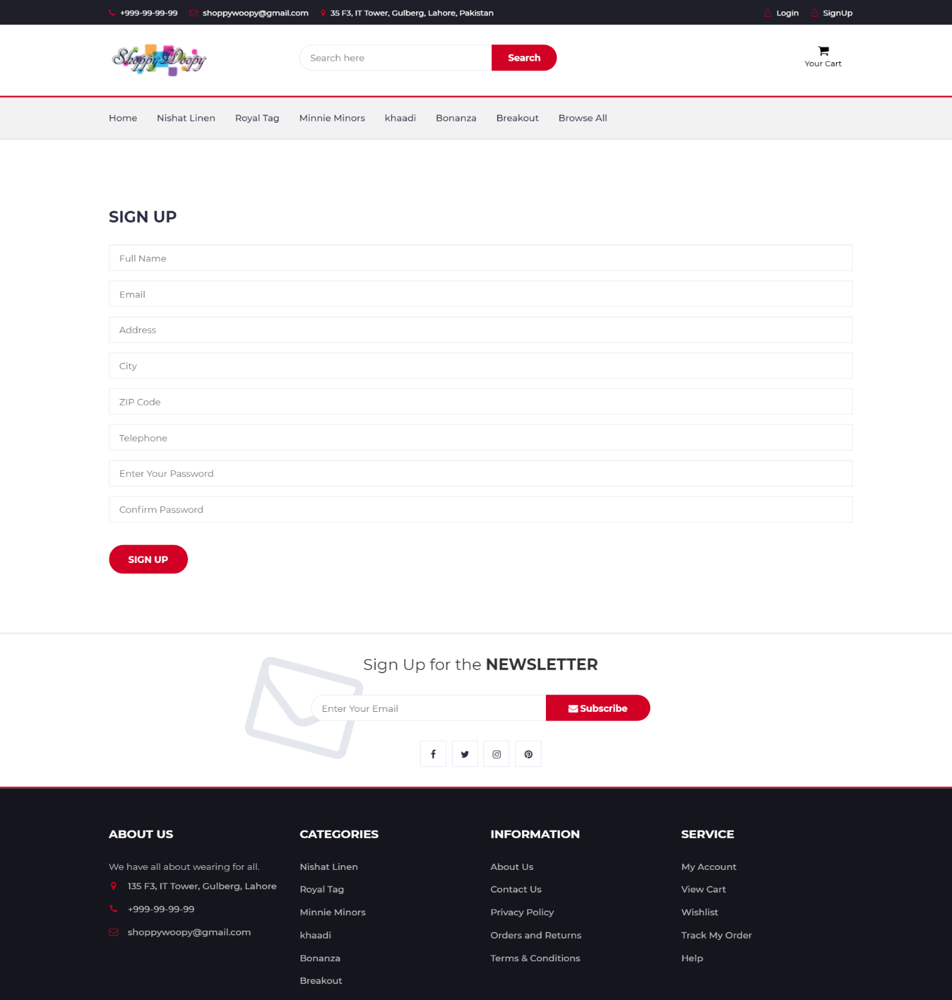 +999-99-99-99 shoppywoopy@gmail.com 35 F3, IT Tower, Gulberg, Lahore, Pakistan Login SignUp
Shoppy Woopy
Search here Search
Your Cart
Home Nishat Linen Royal Tag Minnie Minors khaadi Bonanza Breakout Browse All
SIGN UP
Full Name
Email
Address
City
ZIP Code
Telephone
Enter Your Password
Confirm Password
SIGN UP
Sign Up for the NEWSLETTER
Enter Your Email Subscribe
ABOUT US
We have all about wearing for all.
135 F3, IT Tower, Gulberg, Lahore
+999-99-99-99
shoppywoopy@gmail.com
CATEGORIES
Nishat Linen
Royal Tag
Minnie Minors
khaadi
Bonanza
Breakout
INFORMATION
About Us
Contact Us
Privacy Policy
Orders and Returns
Terms & Conditions
SERVICE
My Account
View Cart
Wishlist
Track My Order
Help